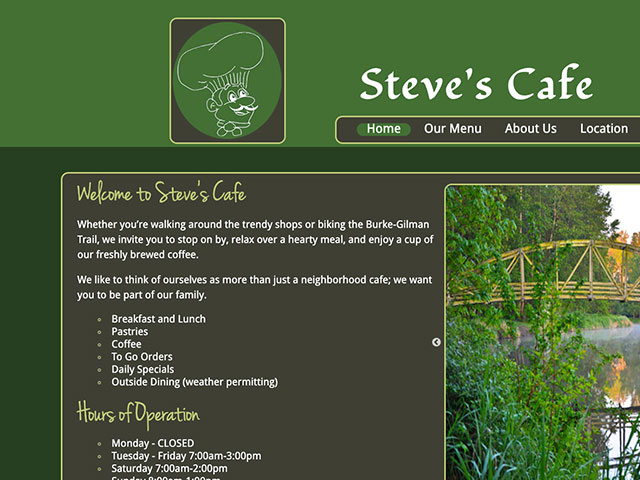 Steve's Cafe
Home
Our Menu
About Us
Location
Welcome to Steve's Cafe
Whether you're walking around the trendy shops or biking the Burke-Gilman
Trail, we invite you to stop on by, relax over a hearty meal, and enjoy a cup of
our freshly brewed coffee.
We like to think of ourselves as more than just a neighborhood cafe; we want
you to be part of our family.
Breakfast and Lunch
Pastries
Coffee
To Go Orders
Daily Specials
Outside Dining (weather permitting)
Hours of Operation
Monday - CLOSED
Tuesday - Friday 7:00am-3:00pm
Saturday 7:00am-2:00pm
Sunday 8:00am-1:00pm